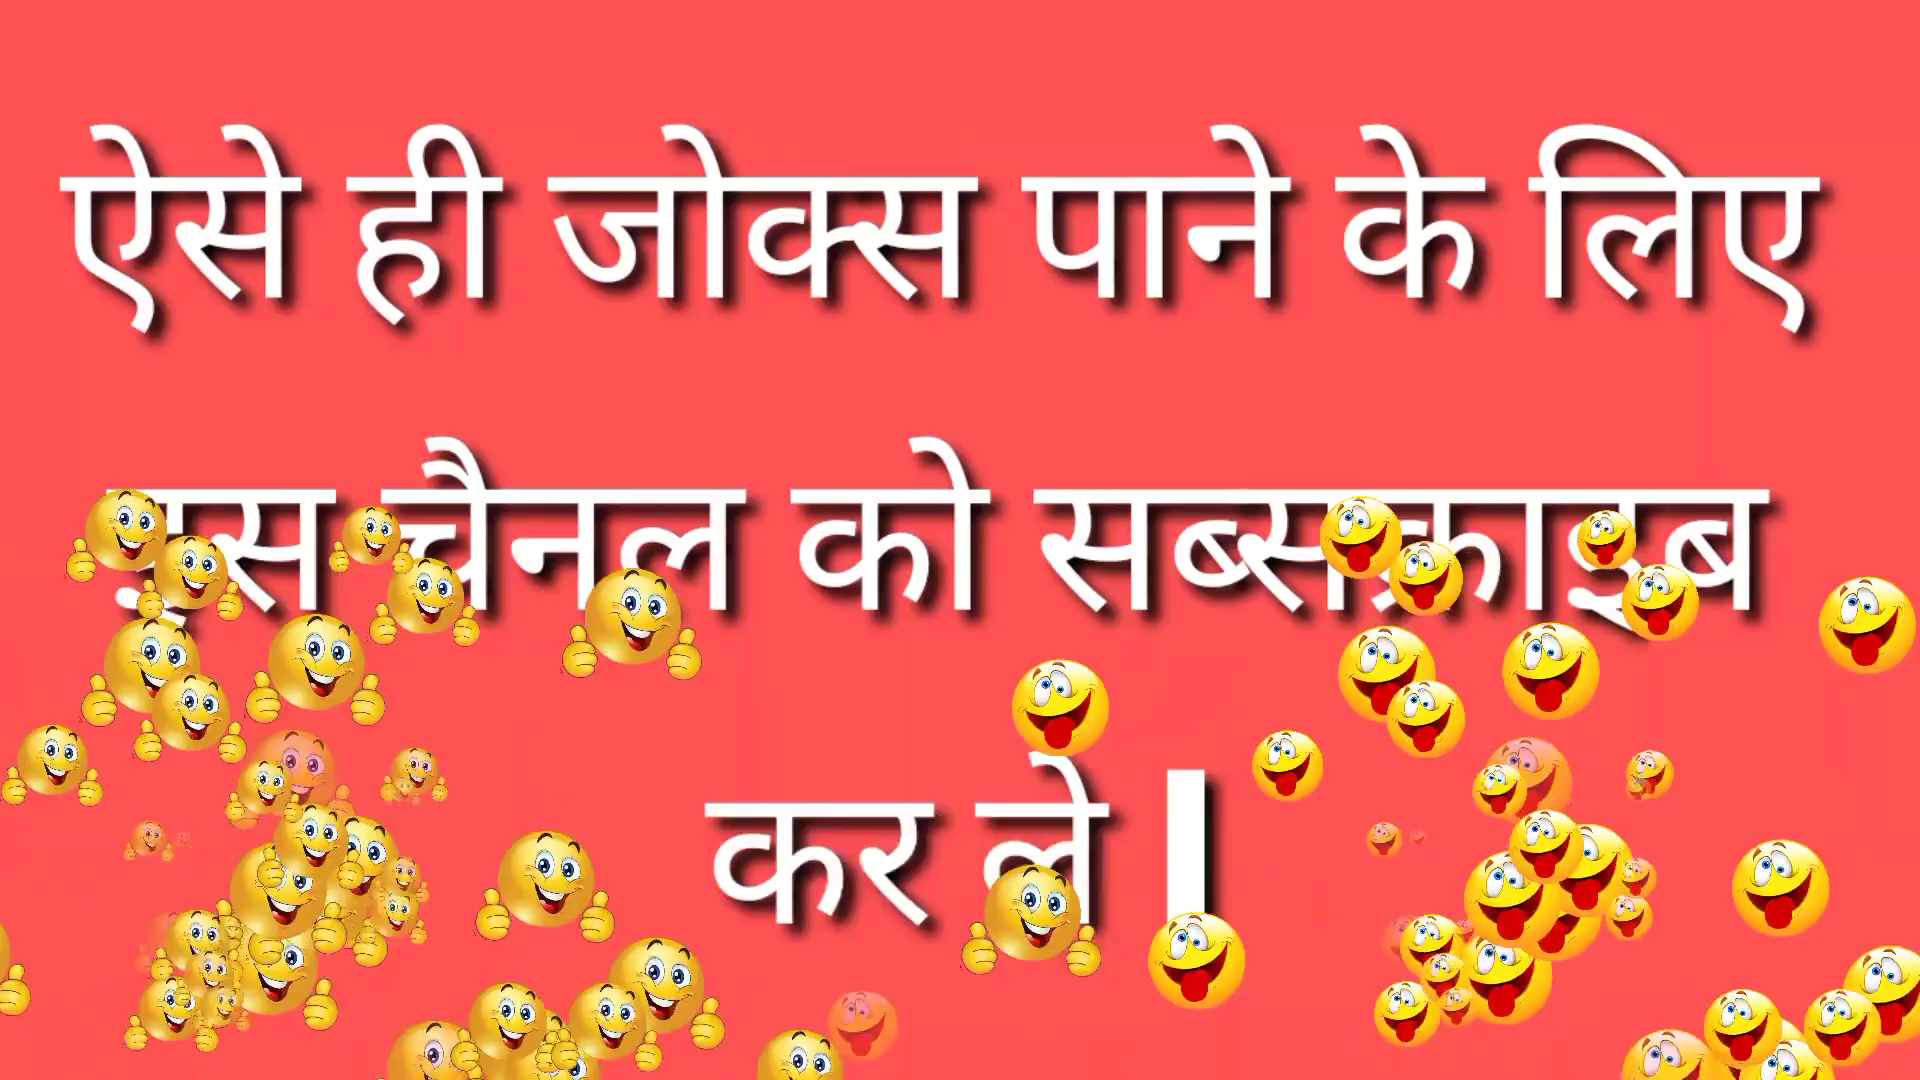 ऐसे ही जोक्स पाने के लिए
इस चैनल को सब्सक्राइब
कर ले |